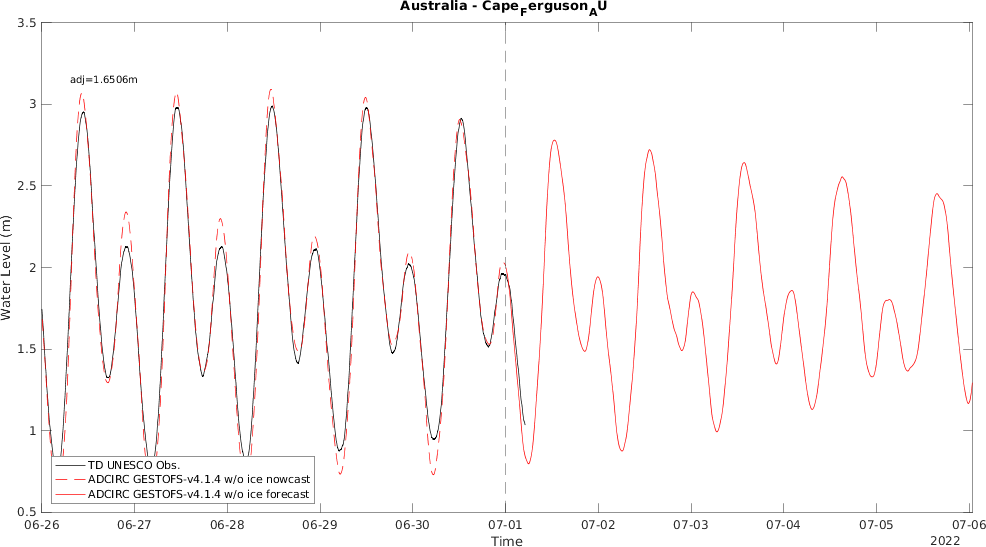 Australia - Cape_Ferguson_AU
adj=1.6506m
3.5
3
2.5
2
1.5
1
0.5
Water Level (m)
TD UNESCO Obs.
ADCIRC GESTOFS-v4.1.4 w/o ice nowcast
ADCIRC GESTOFS-v4.1.4 w/o ice forecast
06-26 06-27 06-28 06-29 06-30 07-01 07-02 07-03 07-04 07-05 07-06
Time
2022